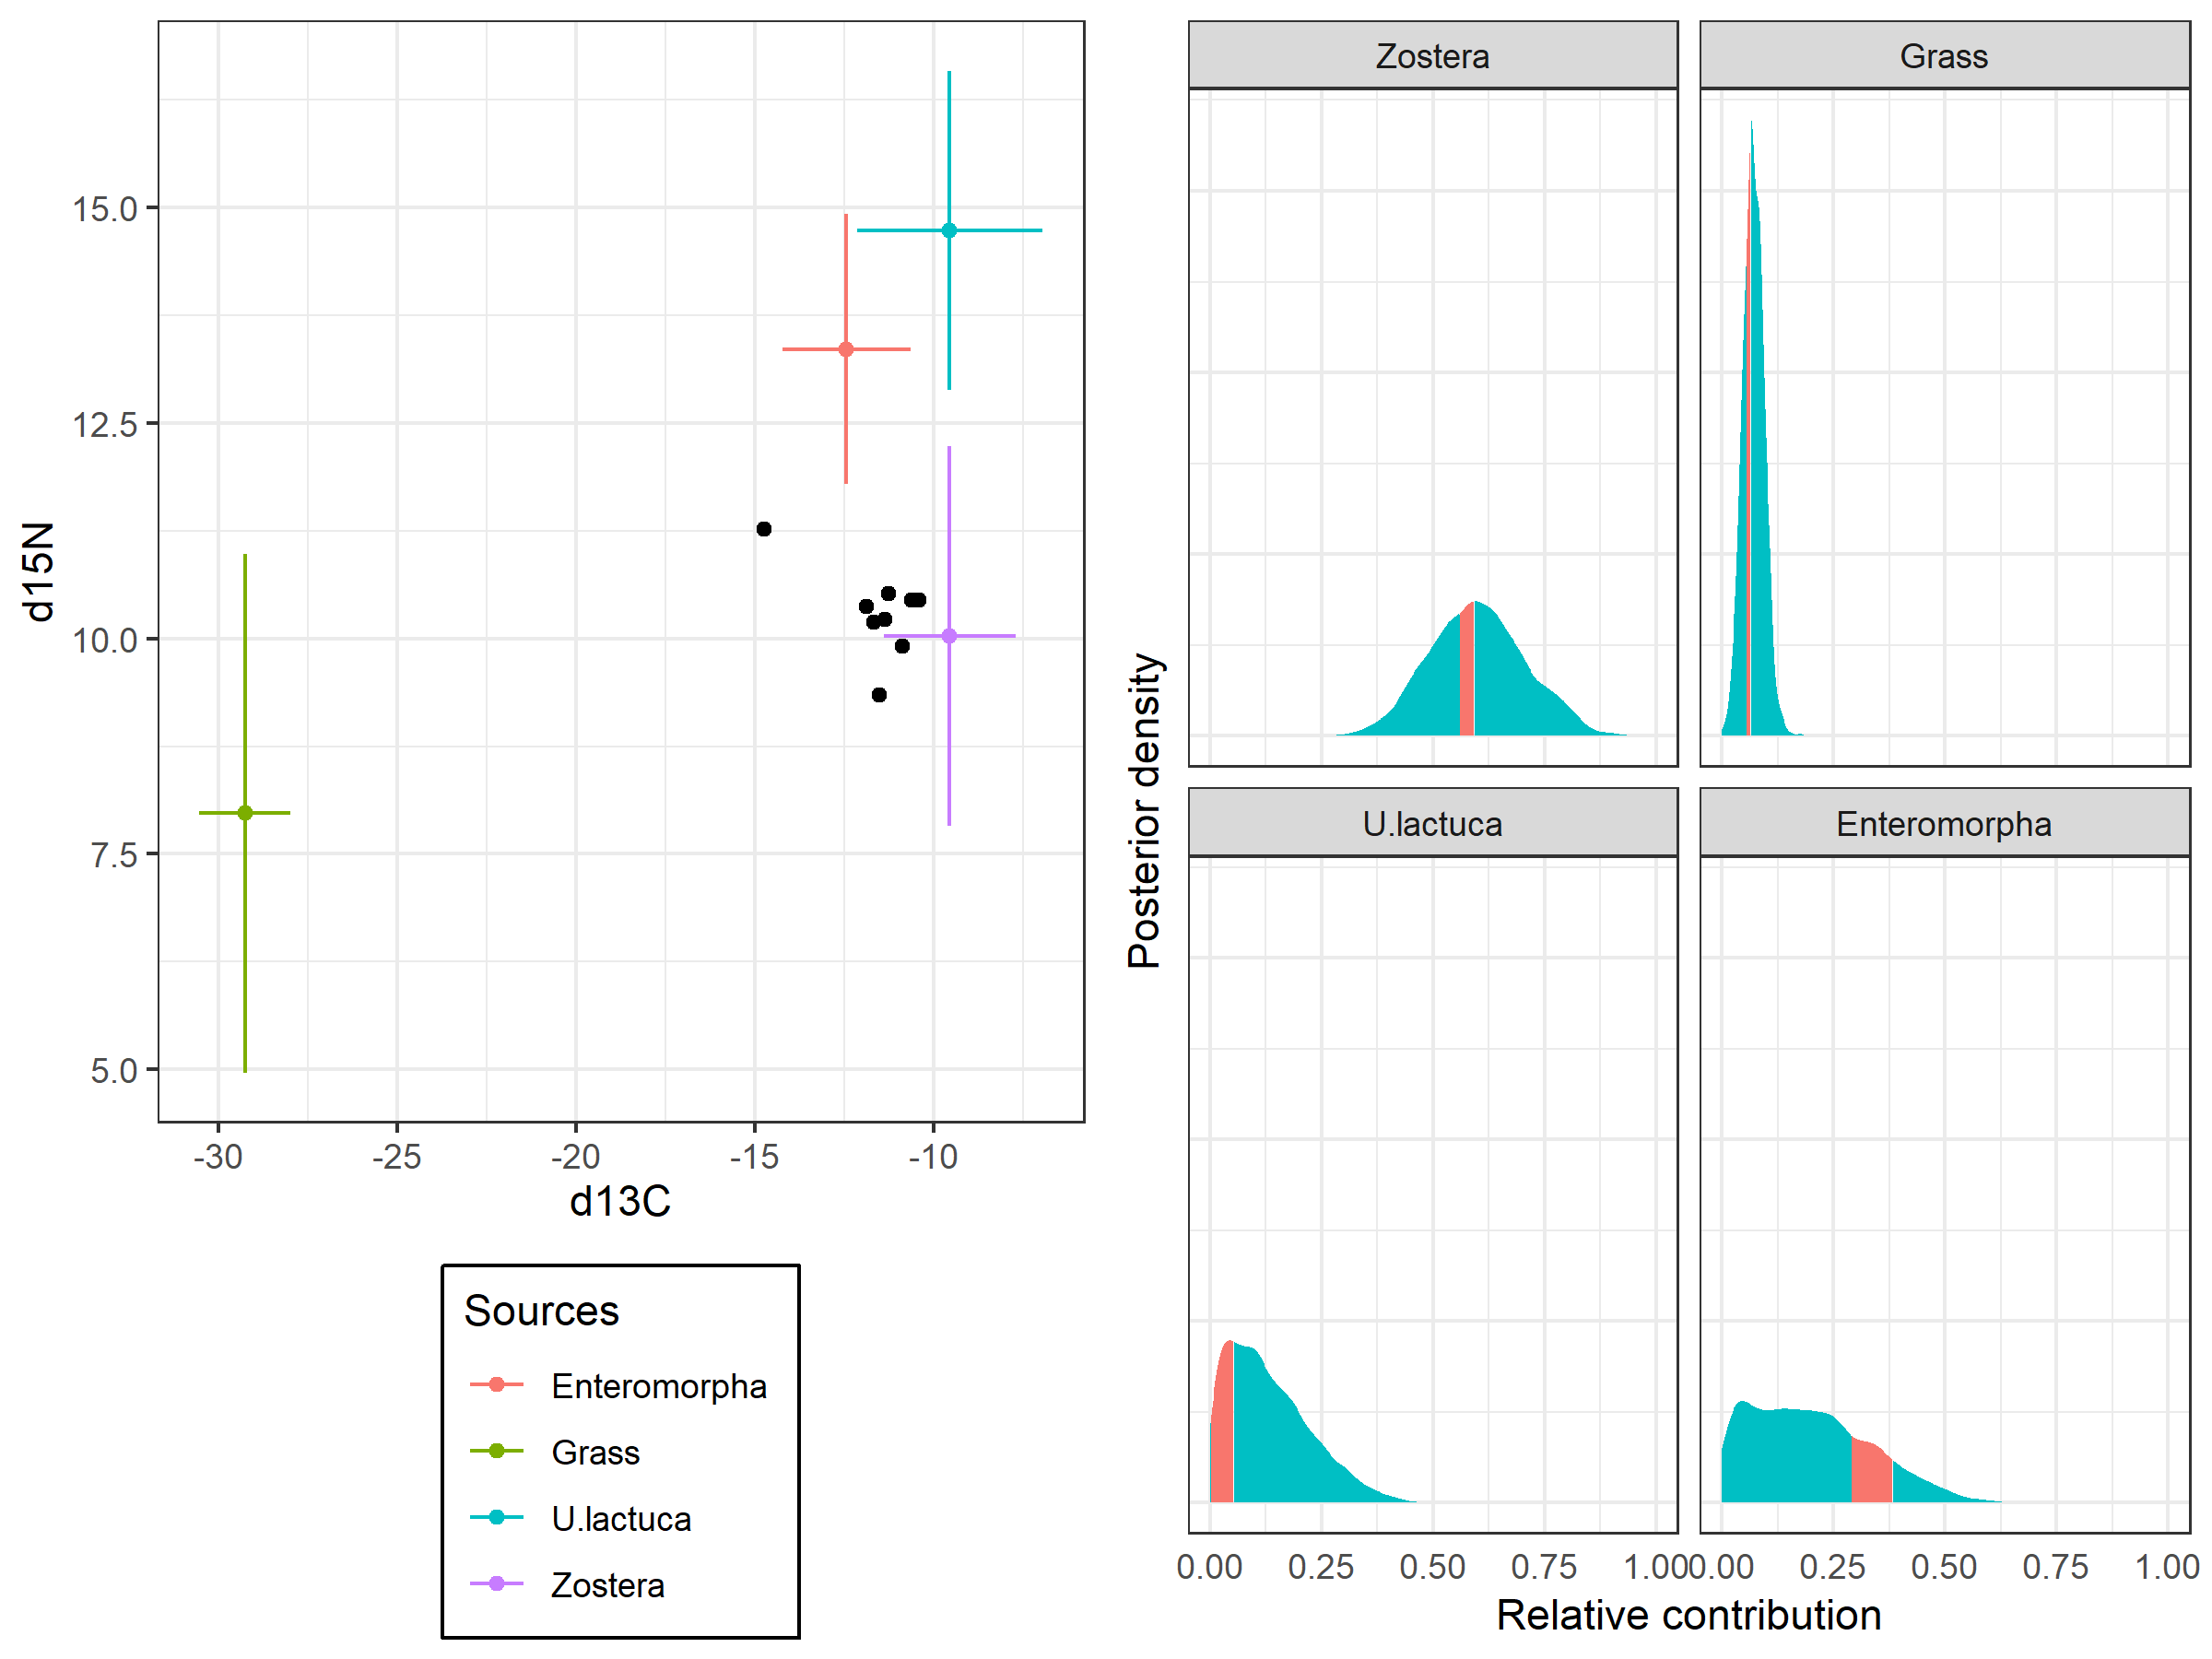 15.0
12.5
10.0
7.5
5.0
d15N
-30 -25 -20 -15 -10
d13C
Sources
Enteromorpha
Grass
U.lactuca
Zostera
Zostera Grass
Posterior density
U.lactuca Enteromorpha
0.00 0.25 0.50 0.75 1.00 0.00 0.25 0.50 0.75 1.00
Relative contribution